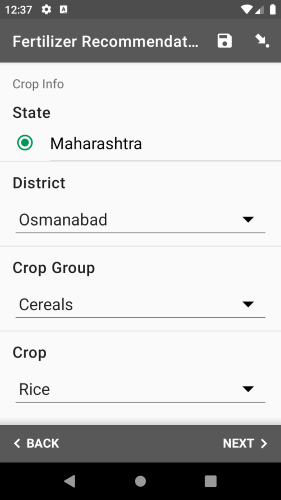 12:37
Fertilizer Recommendat...
Crop Info
State
Maharashtra
District
Osmanabad
Crop Group
Cereals
Crop
Rice
BACK NEXT